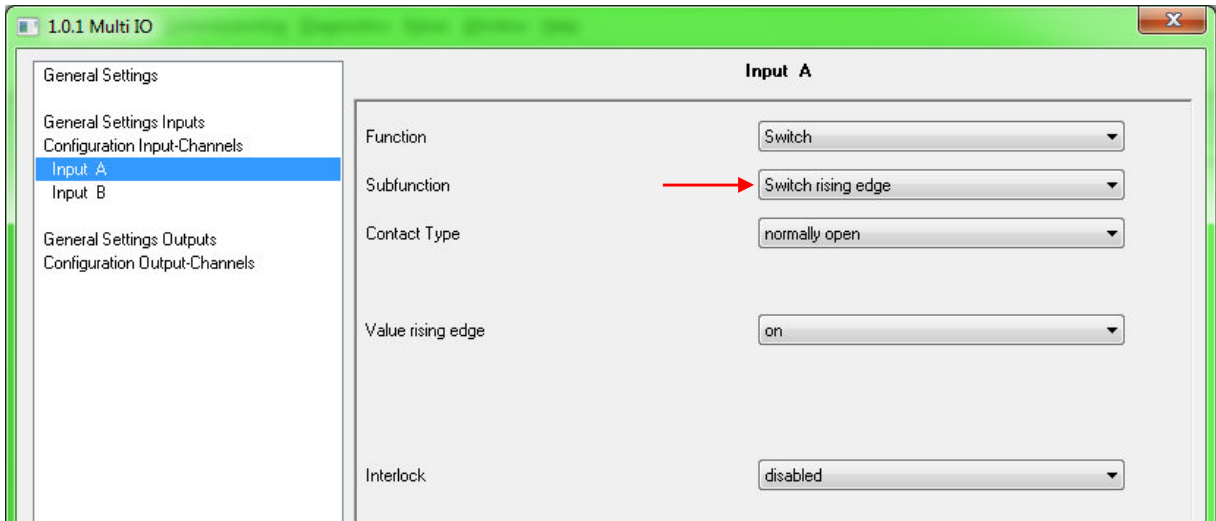 1.0.1 Multi IO
General Settings
General Settings Inputs
Configuration Input-Channels
Input A
Input B
General Settings Outputs
Configuration Output-Channels
Input A
Function
Switch
Subfunction
Switch rising edge
Contact Type
normally open
Value rising edge
on
Interlock
disabled